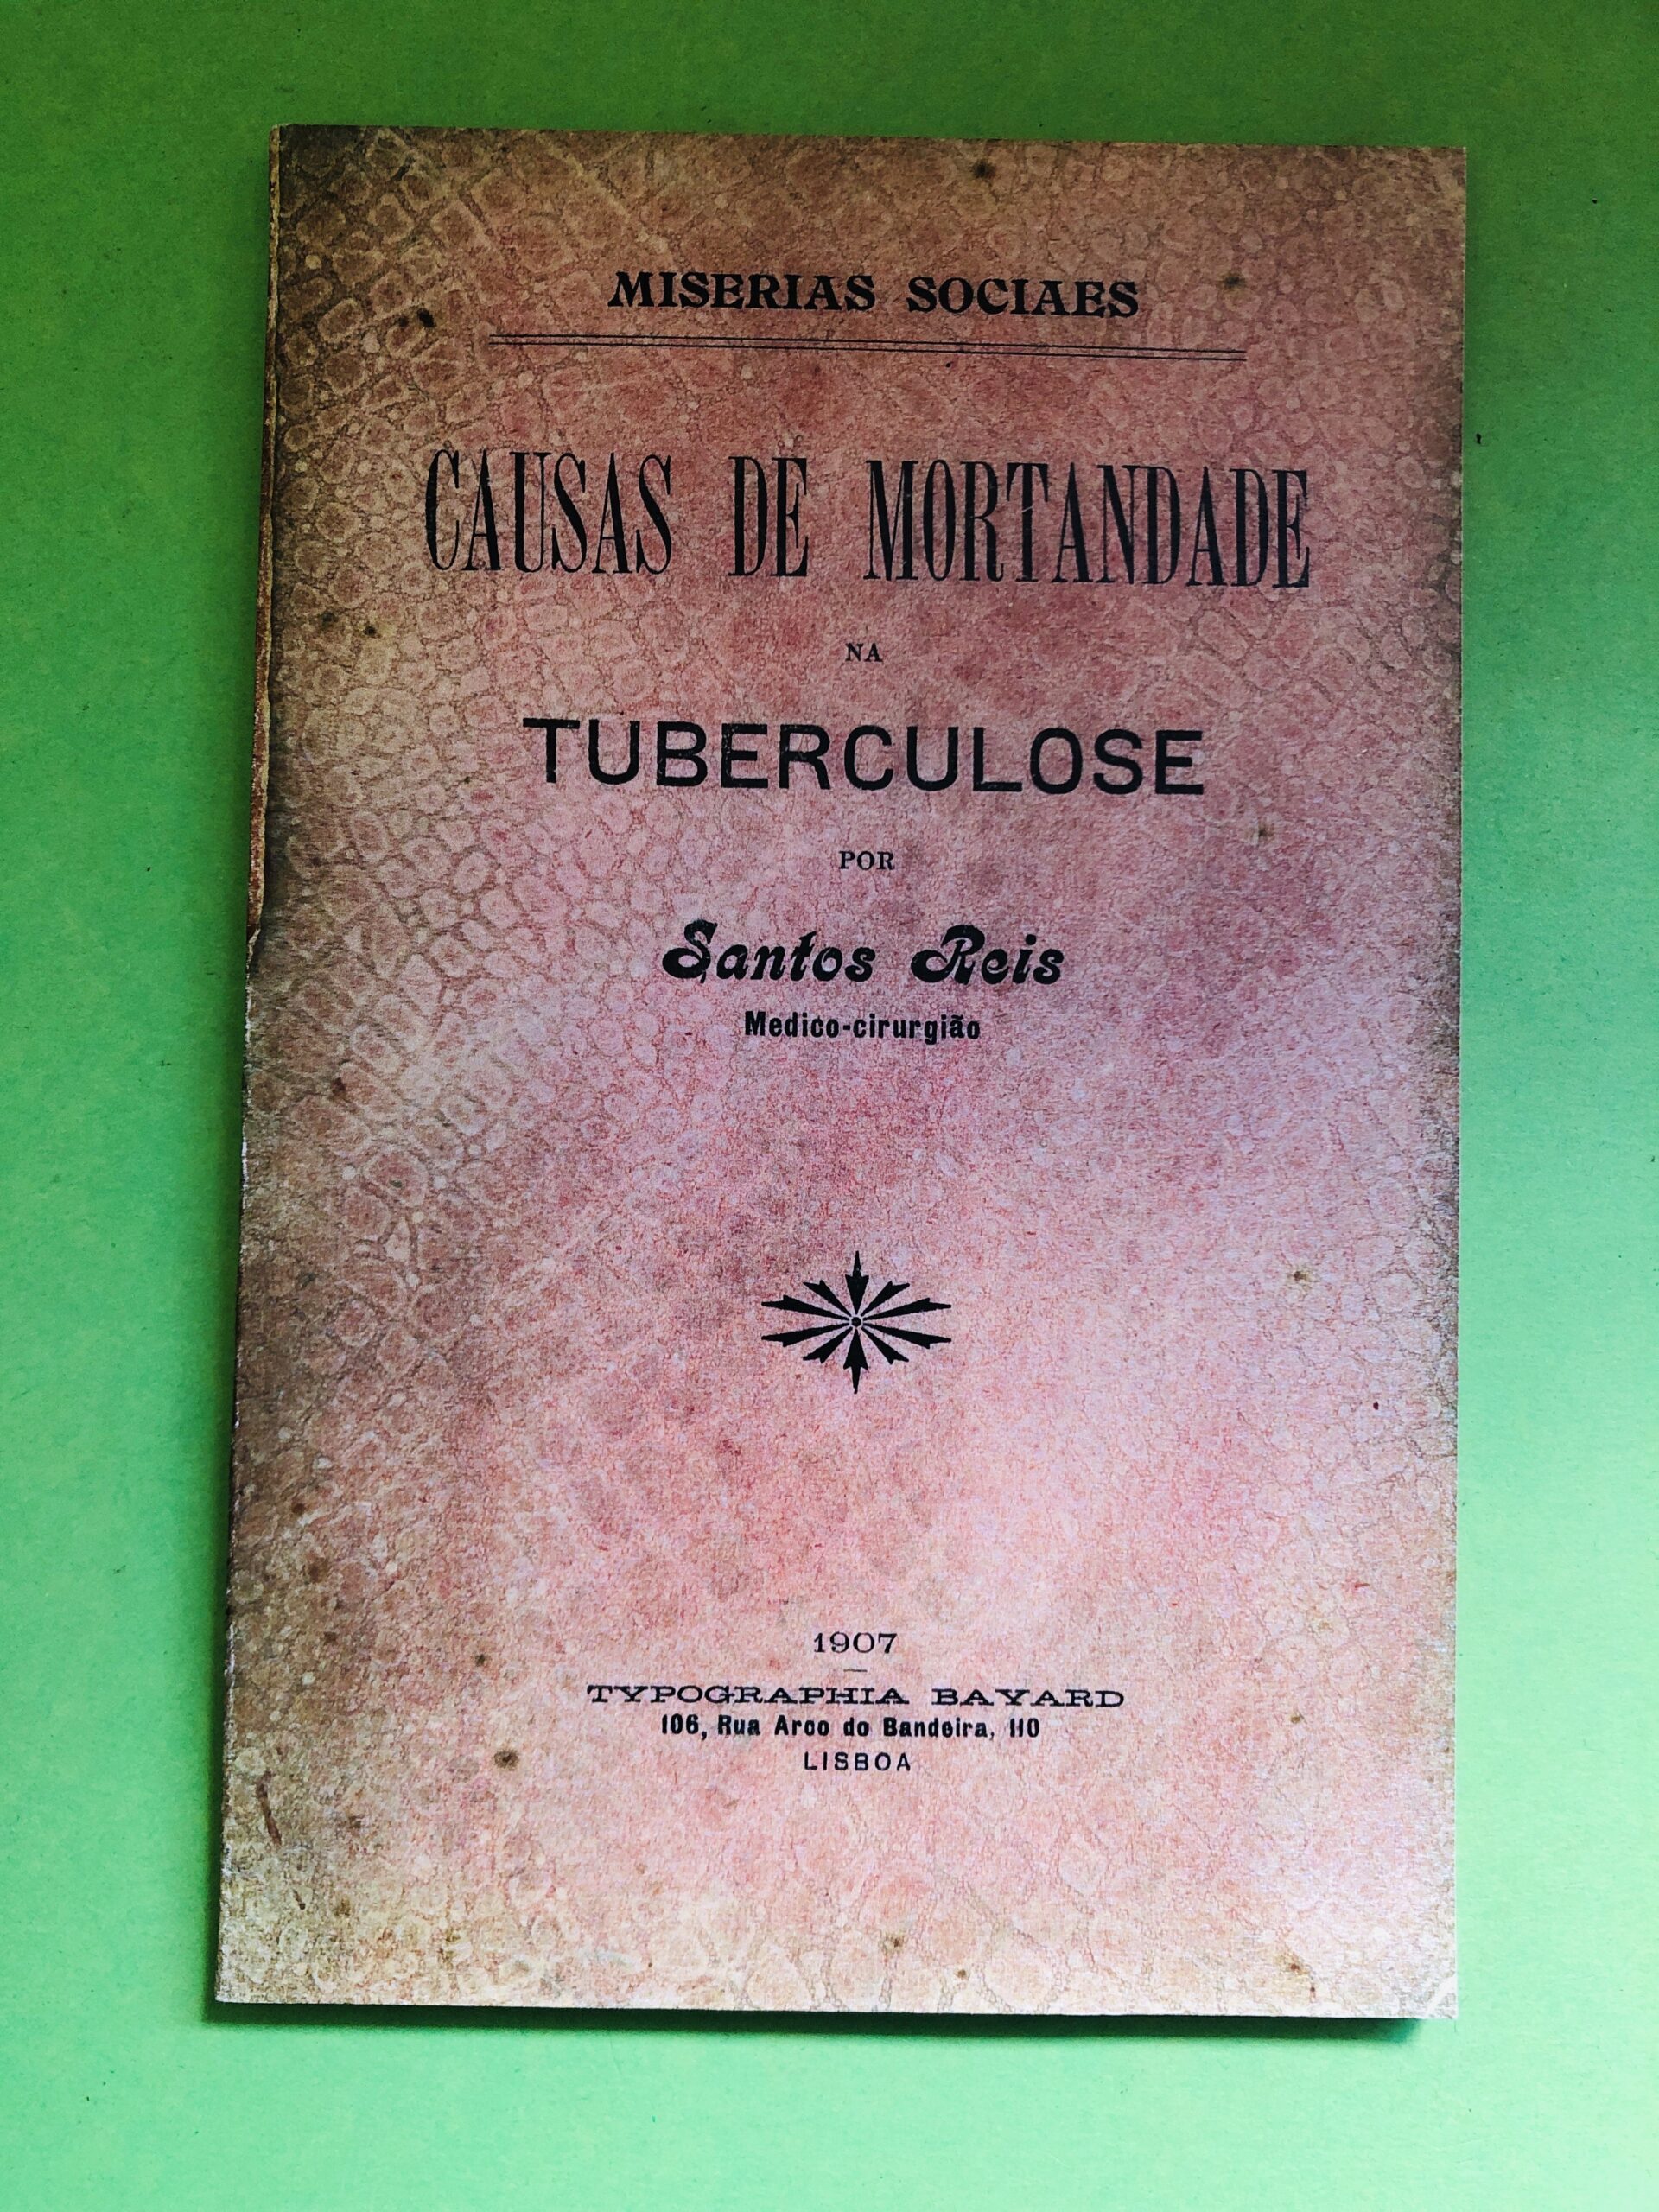 MISERIAS SOCIAES
CAUSAS DE MORTANDADE
NA
TUBERCULOSE
POR
Santos Reis
Medico-cirurgião
1907
TYPOGRAPHIA BAYARD
106, Rua Arco do Bandeira, 110
LISBOA